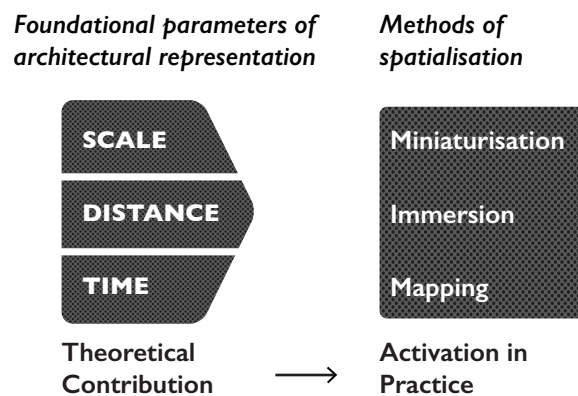 Foundational parameters of
architectural representation
SCALE
DISTANCE
TIME
Theoretical
Contribution
Methods of
spatialisation
Miniaturisation
Immersion
Mapping
Activation in
Practice